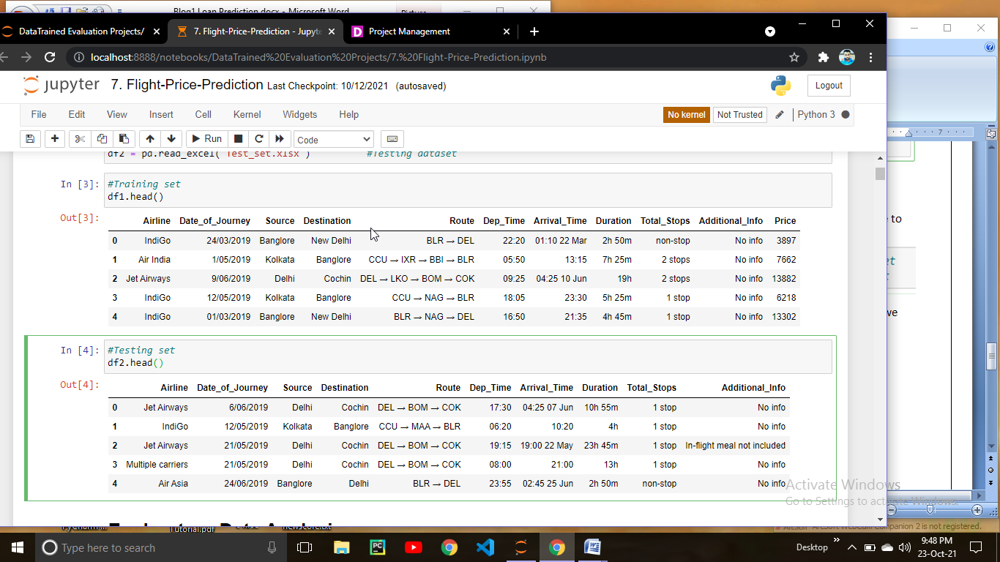 Blog1 Loan Prediction.docx - Microsoft Word
Picture
DataTrained Evaluation Projects/
7. Flight-Price-Prediction - Jupyte
Project Management
localhost:8888/notebooks/DataTrained%20Evaluation%20Projects/7.%20Flight-Price-Prediction.ipynb
jupyter 7. Flight-Price-Prediction Last Checkpoint: 10/12/2021 (autosaved)
Logout
File Edit View Insert Cell Kernel Widgets Help
No kernel Not Trusted Python 3
Run Code
7
df2 = pd.read_excel('Test_set.xlsx') #Testing dataset
In [3]: #Training set
df1.head()
Out[3]:
Airline Date_of_Journey Source Destination Route Dep_Time Arrival_Time Duration Total_Stops Additional_Info Price
0 IndiGo 24/03/2019 Banglore New Delhi BLR → DEL 22:20 01:10 22 Mar 2h 50m non-stop No info 3897
1 Air India 1/05/2019 Kolkata Banglore CCU → IXR → BBI → BLR 05:50 13:15 7h 25m 2 stops No info 7662
2 Jet Airways 9/06/2019 Delhi Cochin DEL → LKO → BOM → COK 09:25 04:25 10 Jun 19h 2 stops No info 13882
3 IndiGo 12/05/2019 Kolkata Banglore CCU → NAG → BLR 18:05 23:30 5h 25m 1 stop No info 6218
4 IndiGo 01/03/2019 Banglore New Delhi BLR → NAG → DEL 16:50 21:35 4h 45m 1 stop No info 13302
to
et
we
In [4]: #Testing set
df2.head()
Out[4]:
Airline Date_of_Journey Source Destination Route Dep_Time Arrival_Time Duration Total_Stops Additional_Info
0 Jet Airways 6/06/2019 Delhi Cochin DEL → BOM → COK 17:30 04:25 07 Jun 10h 55m 1 stop No info
1 IndiGo 12/05/2019 Kolkata Banglore CCU → MAA → BLR 06:20 10:20 4h 1 stop No info
2 Jet Airways 21/05/2019 Delhi Cochin DEL → BOM → COK 19:15 19:00 22 May 23h 45m 1 stop In-flight meal not included
3 Multiple carriers 21/05/2019 Delhi Cochin DEL → BOM → COK 08:00 21:00 13h 1 stop No info
4 Air Asia 24/06/2019 Banglore Delhi BLR → DEL 23:55 02:45 25 Jun 2h 50m non-stop No info
Activate Windows
Go to Settings to activate Windows.
Tutorial.pdf
ArcSoft WebCam Companion 2 is not registered.
Type here to search
Desktop
9:48 PM
23-Oct-21